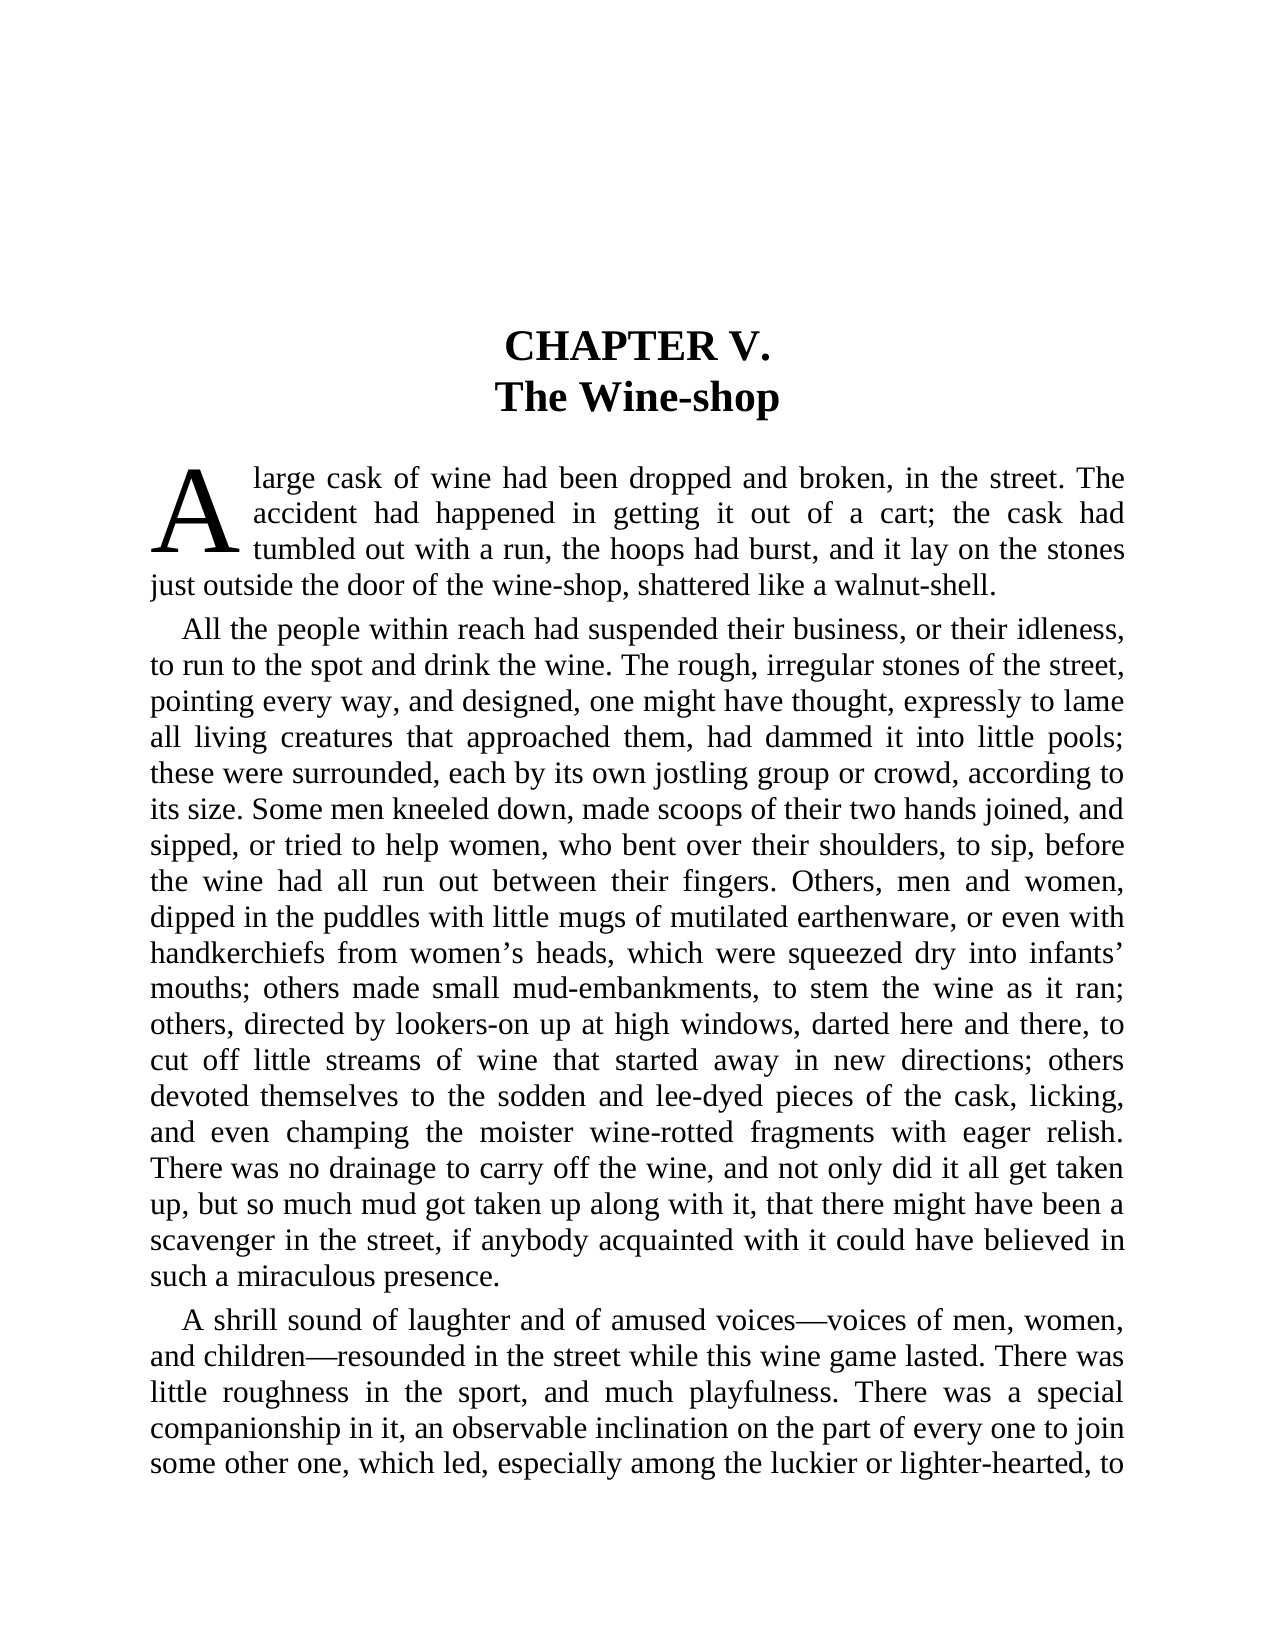 CHAPTER V.
The Wine-shop
A large cask of wine had been dropped and broken, in the street. The
accident had happened in getting it out of a cart; the cask had
tumbled out with a run, the hoops had burst, and it lay on the stones
just outside the door of the wine-shop, shattered like a walnut-shell.
All the people within reach had suspended their business, or their idleness,
to run to the spot and drink the wine. The rough, irregular stones of the street,
pointing every way, and designed, one might have thought, expressly to lame
all living creatures that approached them, had dammed it into little pools;
these were surrounded, each by its own jostling group or crowd, according to
its size. Some men kneeled down, made scoops of their two hands joined, and
sipped, or tried to help women, who bent over their shoulders, to sip, before
the wine had all run out between their fingers. Others, men and women,
dipped in the puddles with little mugs of mutilated earthenware, or even with
handkerchiefs from women’s heads, which were squeezed dry into infants’
mouths; others made small mud-embankments, to stem the wine as it ran;
others, directed by lookers-on up at high windows, darted here and there, to
cut off little streams of wine that started away in new directions; others
devoted themselves to the sodden and lee-dyed pieces of the cask, licking,
and even champing the moister wine-rotted fragments with eager relish.
There was no drainage to carry off the wine, and not only did it all get taken
up, but so much mud got taken up along with it, that there might have been a
scavenger in the street, if anybody acquainted with it could have believed in
such a miraculous presence.
A shrill sound of laughter and of amused voices—voices of men, women,
and children—resounded in the street while this wine game lasted. There was
little roughness in the sport, and much playfulness. There was a special
companionship in it, an observable inclination on the part of every one to join
some other one, which led, especially among the luckier or lighter-hearted, to